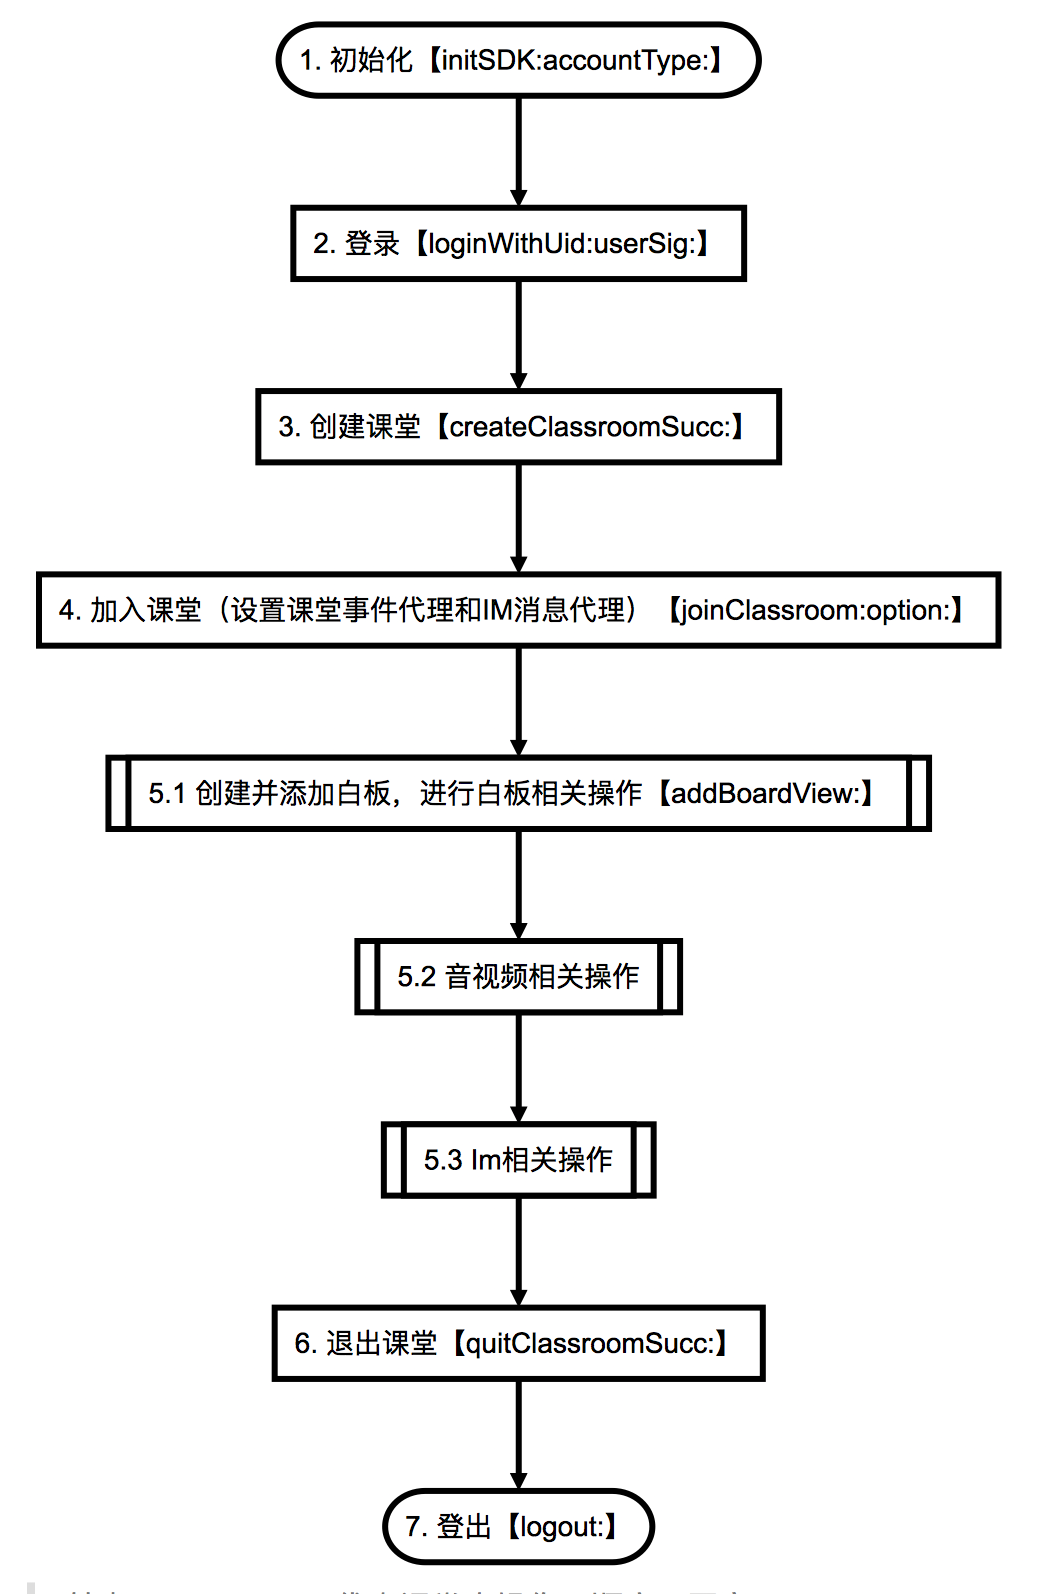 1. 初始化【initSDK:accountType:】
2. 登录【loginWithUid:userSig:】
3. 创建课堂【createClassroomSucc:】
4. 加入课堂（设置课堂事件代理和IM消息代理）【joinClassroom:option:】
5.1 创建并添加白板，进行白板相关操作【addBoardView:】
5.2 音视频相关操作
5.3 Im相关操作
6. 退出课堂【quitClassroomSucc:】
7. 登出【logout:】